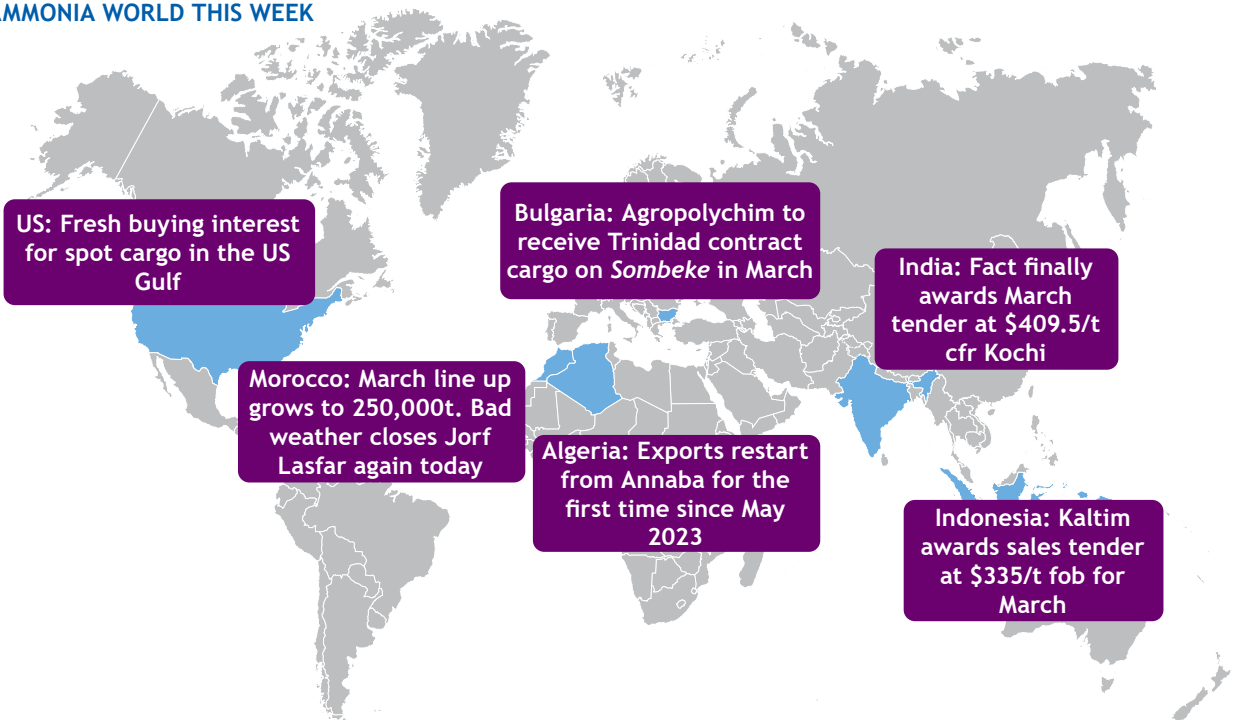 AMMONIA WORLD THIS WEEK
US: Fresh buying interest
for spot cargo in the US
Gulf
Bulgaria: Agropolychim to
receive Trinidad contract
cargo on Sombeke in March
India: Fact finally
awards March
tender at $409.5/t
cfr Kochi
Morocco: March line up
grows to 250,000t. Bad
weather closes Jorf
Lasfar again today
Algeria: Exports restart
from Annaba for the
first time since May
2023
Indonesia: Kaltim
awards sales tender
at $335/t fob for
March